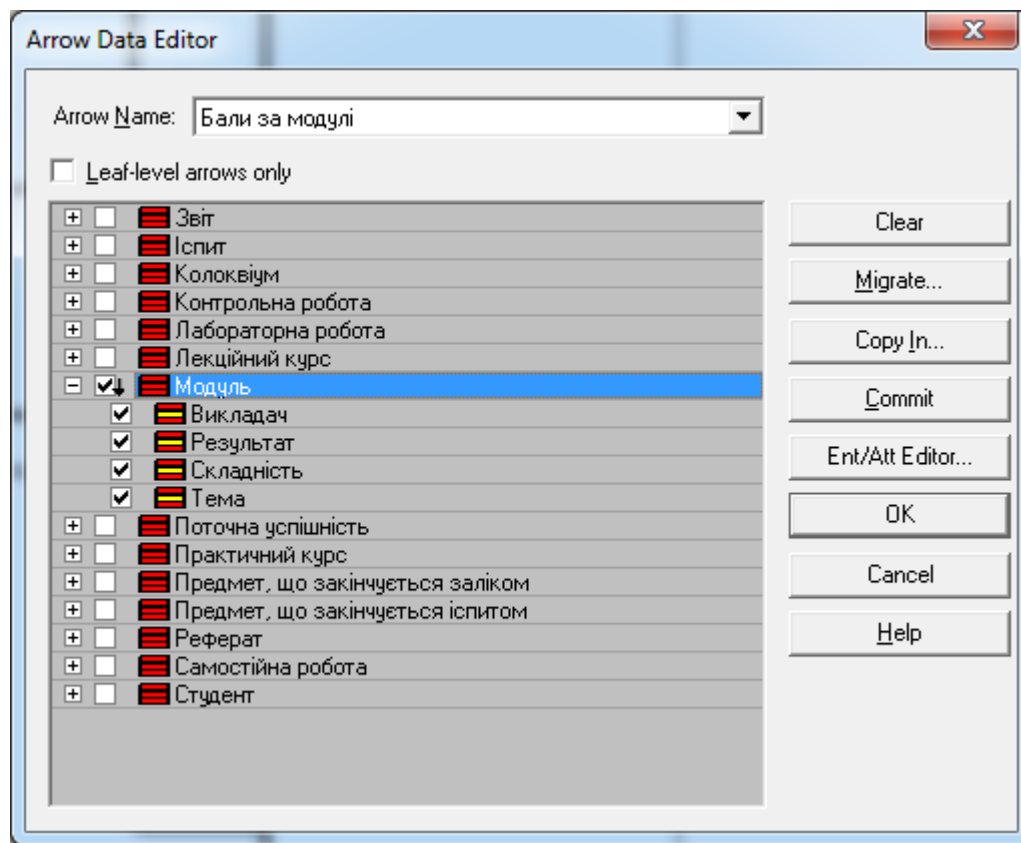 Arrow Data Editor
Arrow Name: Бали за модулі
Leaf-level arrows only
Звіт
Іспит
Колоквіум
Контрольна робота
Лабораторна робота
Лекційний курс
Модуль
Викладач
Результат
Складність
Тема
Поточна успішність
Практичний курс
Предмет, що закінчується заліком
Предмет, що закінчується іспитом
Реферат
Самостійна робота
Студент
Clear
Migrate...
Copy In...
Commit
Ent/Att Editor...
OK
Cancel
Help